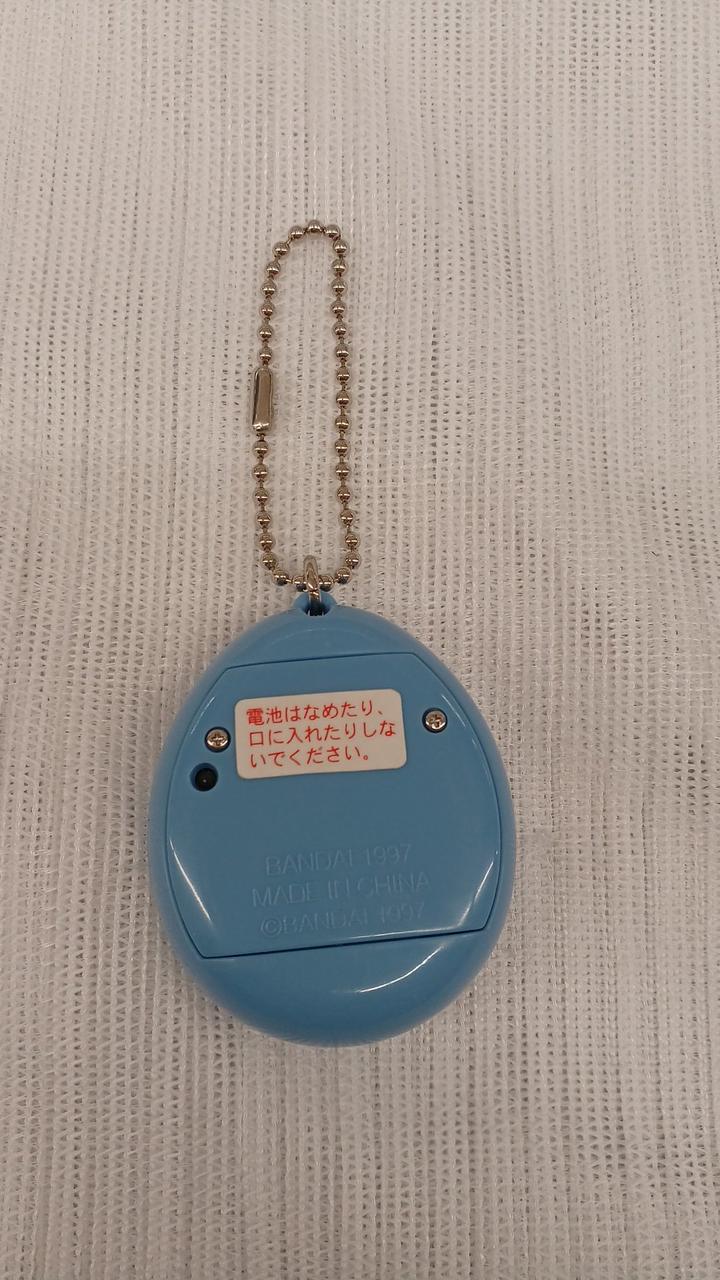 電池はなめたり、
口に入れたりしな
いでください。
BANDAI 1997
MADE IN CHINA
©BANDAI 1997